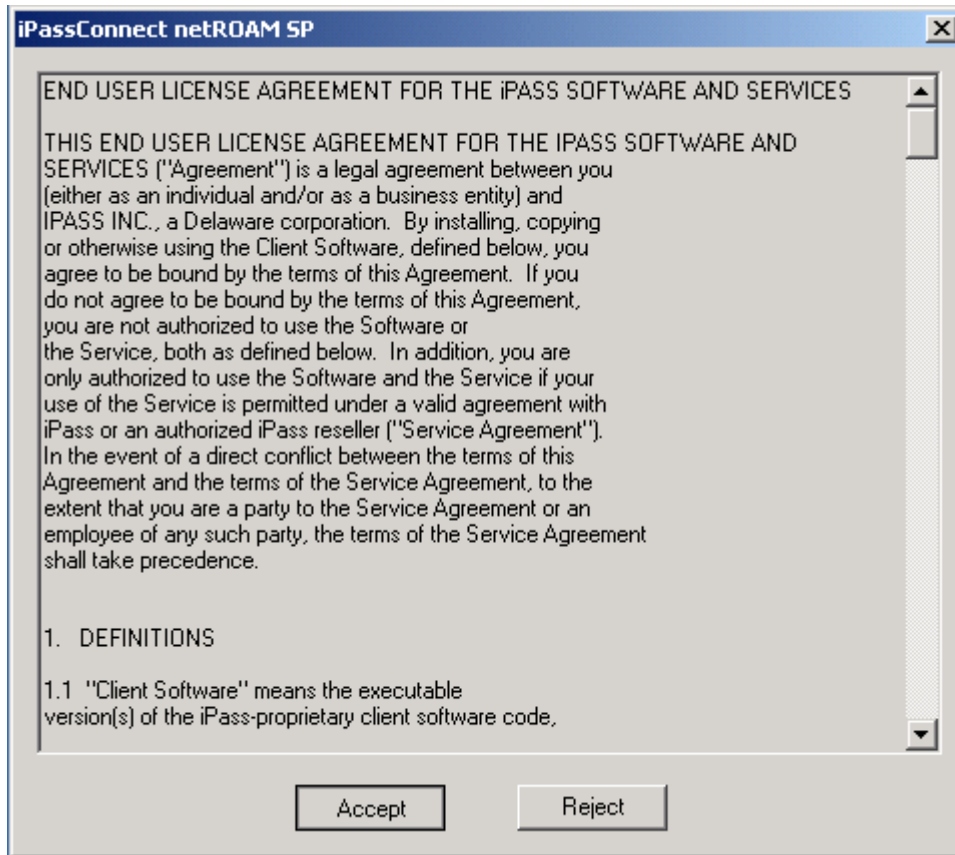 iPassConnect netROAM SP
END USER LICENSE AGREEMENT FOR THE iPASS SOFTWARE AND SERVICES
THIS END USER LICENSE AGREEMENT FOR THE IPASS SOFTWARE AND
SERVICES ("Agreement") is a legal agreement between you
(either as an individual and/or as a business entity) and
IPASS INC., a Delaware corporation.  By installing, copying
or otherwise using the Client Software, defined below, you
agree to be bound by the terms of this Agreement.  If you
do not agree to be bound by the terms of this Agreement,
you are not authorized to use the Software or
the Service, both as defined below.  In addition, you are
only authorized to use the Software and the Service if your
use of the Service is permitted under a valid agreement with
iPass or an authorized iPass reseller ("Service Agreement").
In the event of a direct conflict between the terms of this
Agreement and the terms of the Service Agreement, to the
extent that you are a party to the Service Agreement or an
employee of any such party, the terms of the Service Agreement
shall take precedence.
1.  DEFINITIONS
1.1  "Client Software" means the executable
version(s) of the iPass-proprietary client software code,
Accept Reject